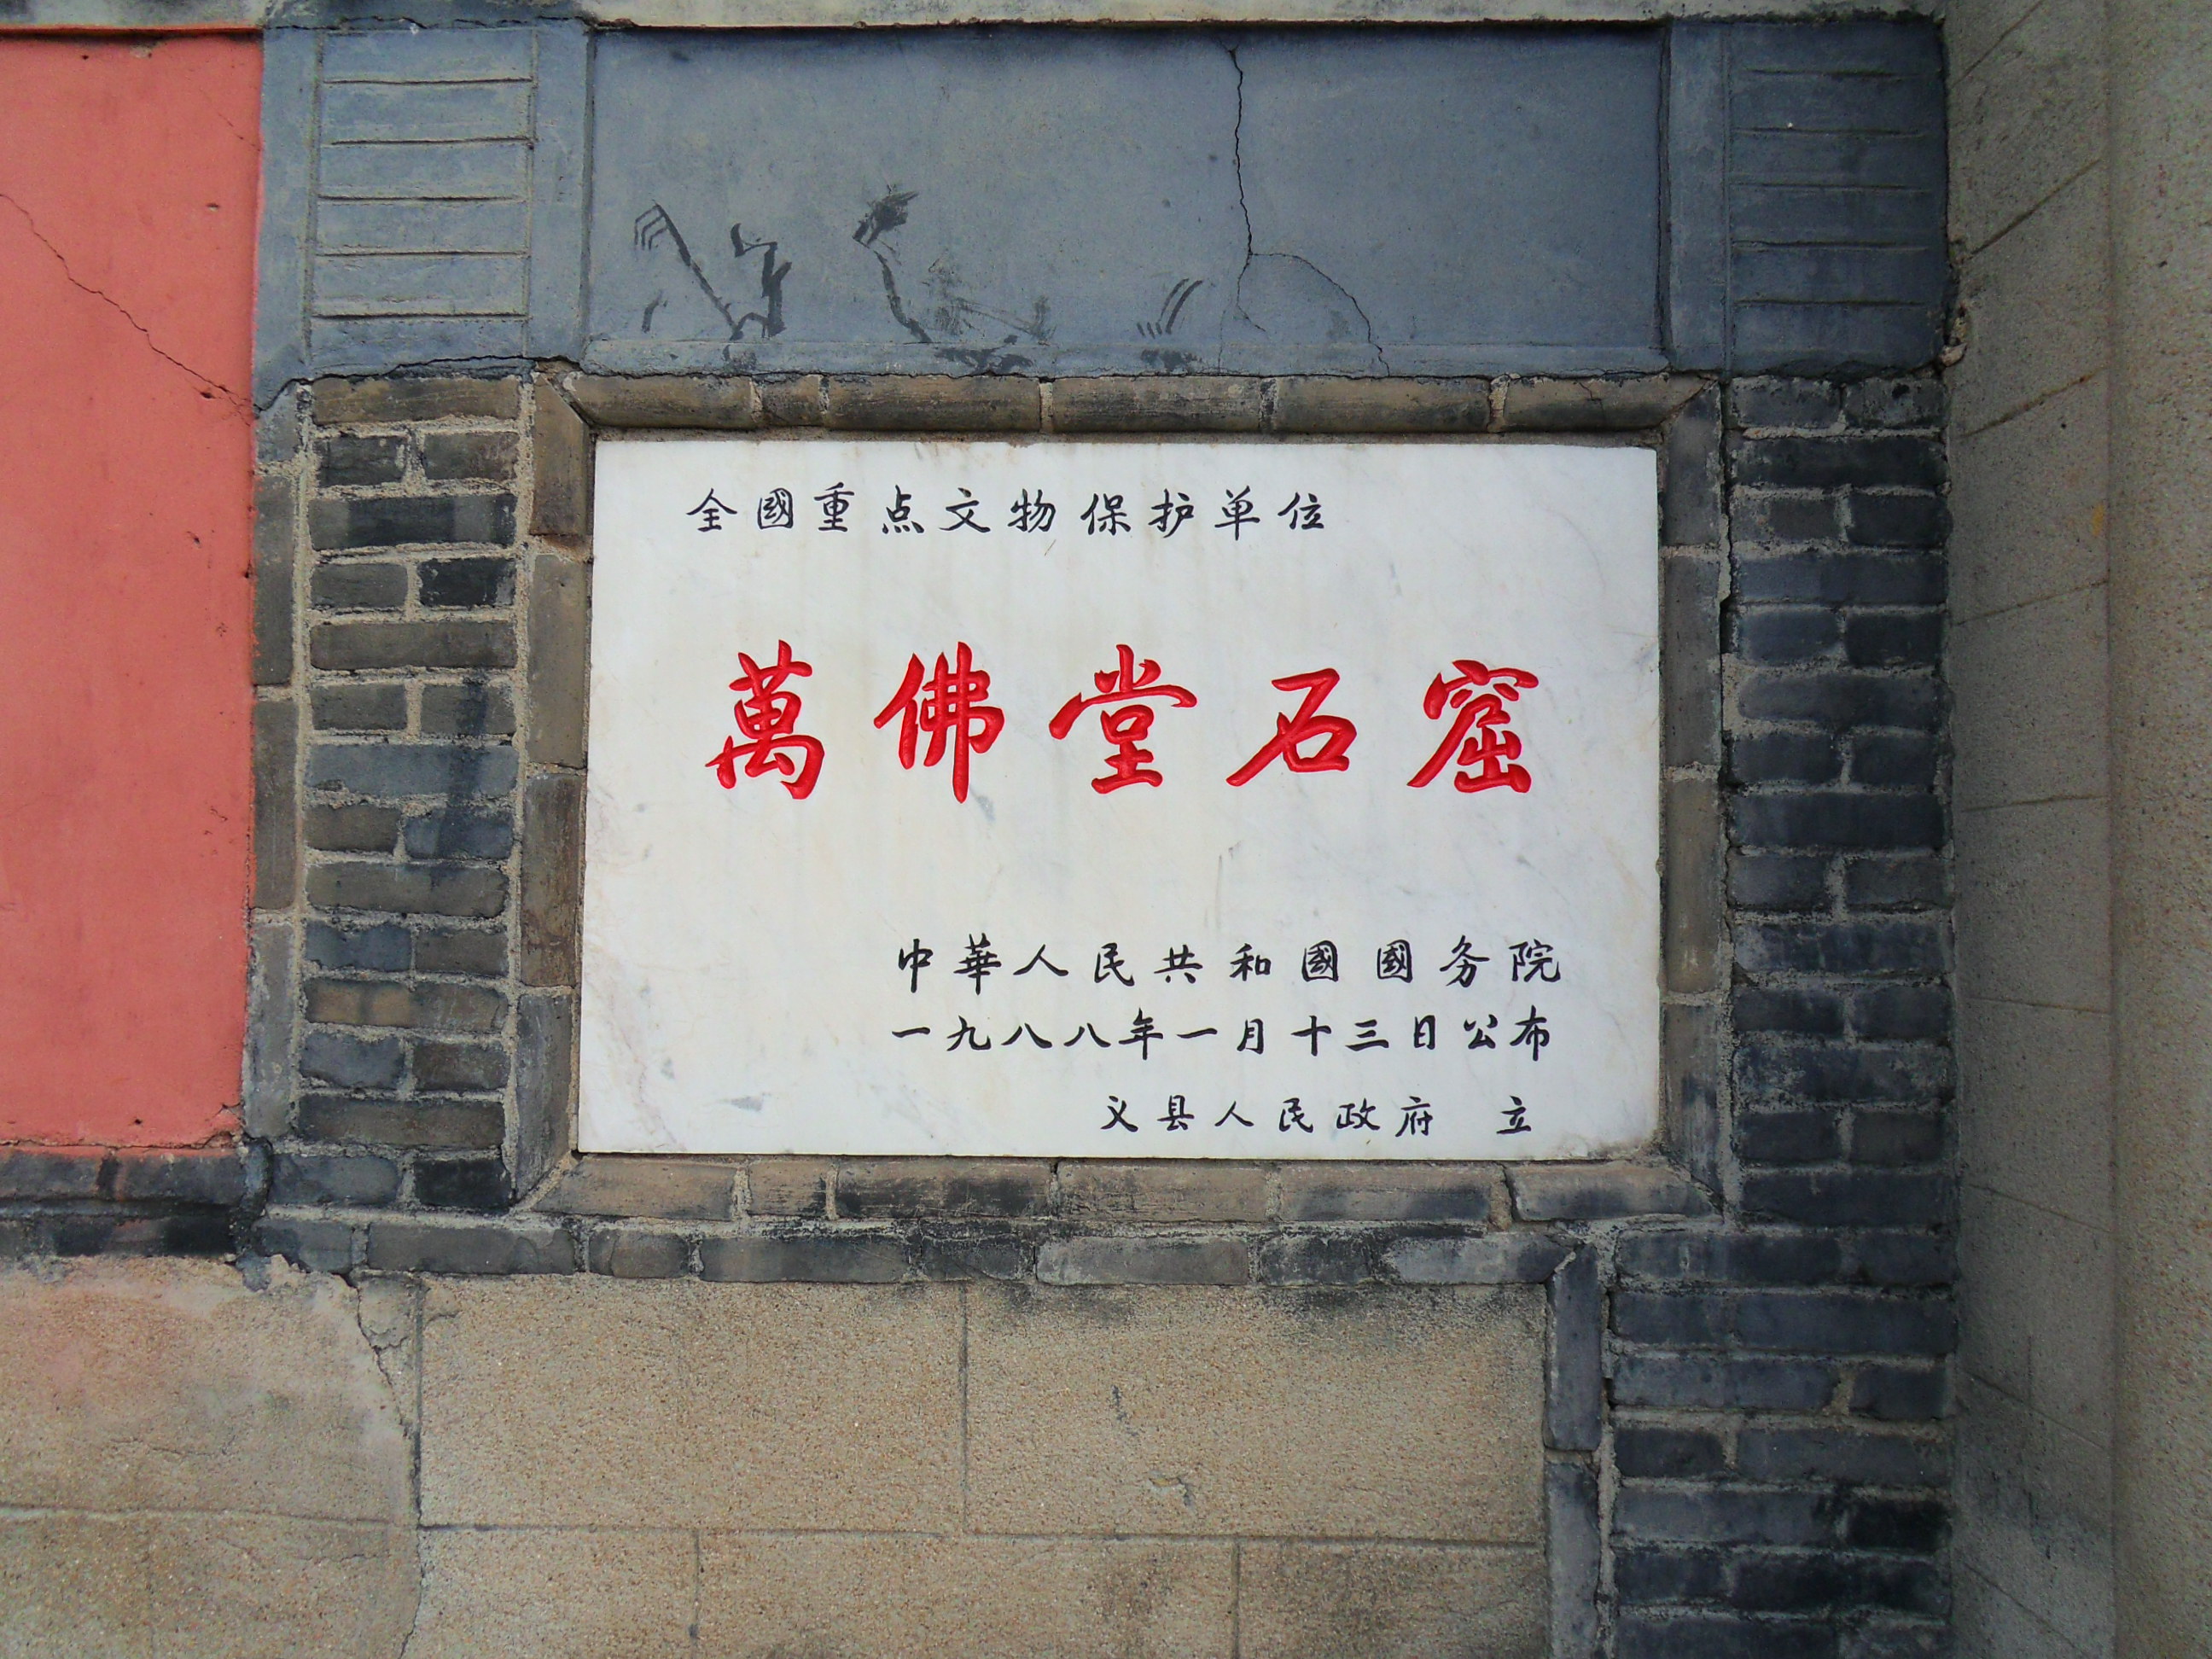 全國重点文物保护单位
萬佛堂石窟
中華人民共和國國务院
一九八八年一月十三日公布
义县人民政府 立